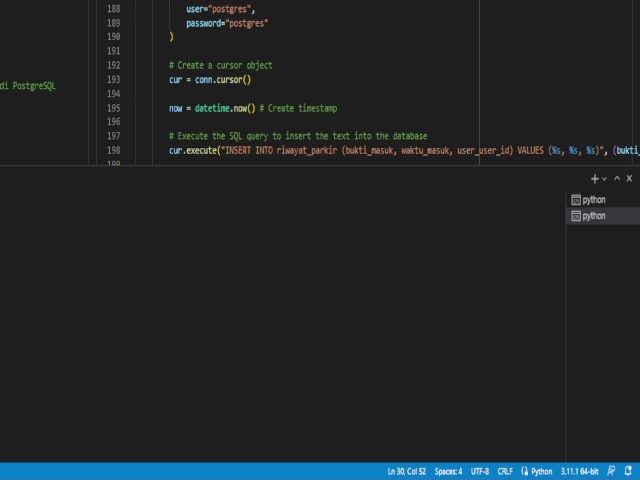 188 user="postgres",
189 password="postgres"
190 )
191
192 # Create a cursor object
di PostgreSQL
193 cur = conn.cursor()
194
195 now = datetime.now() # Create timestamp
196
197 # Execute the SQL query to insert the text into the database
198 cur.execute("INSERT INTO riwayat_parkir (bukti_masuk, waktu_masuk, user_user_id) VALUES (%s, %s, %s)", (bukti_
199
python
python
Ln 30, Col 52 Spaces: 4 UTF-8 CRLF Python 3.11.1 64-bit